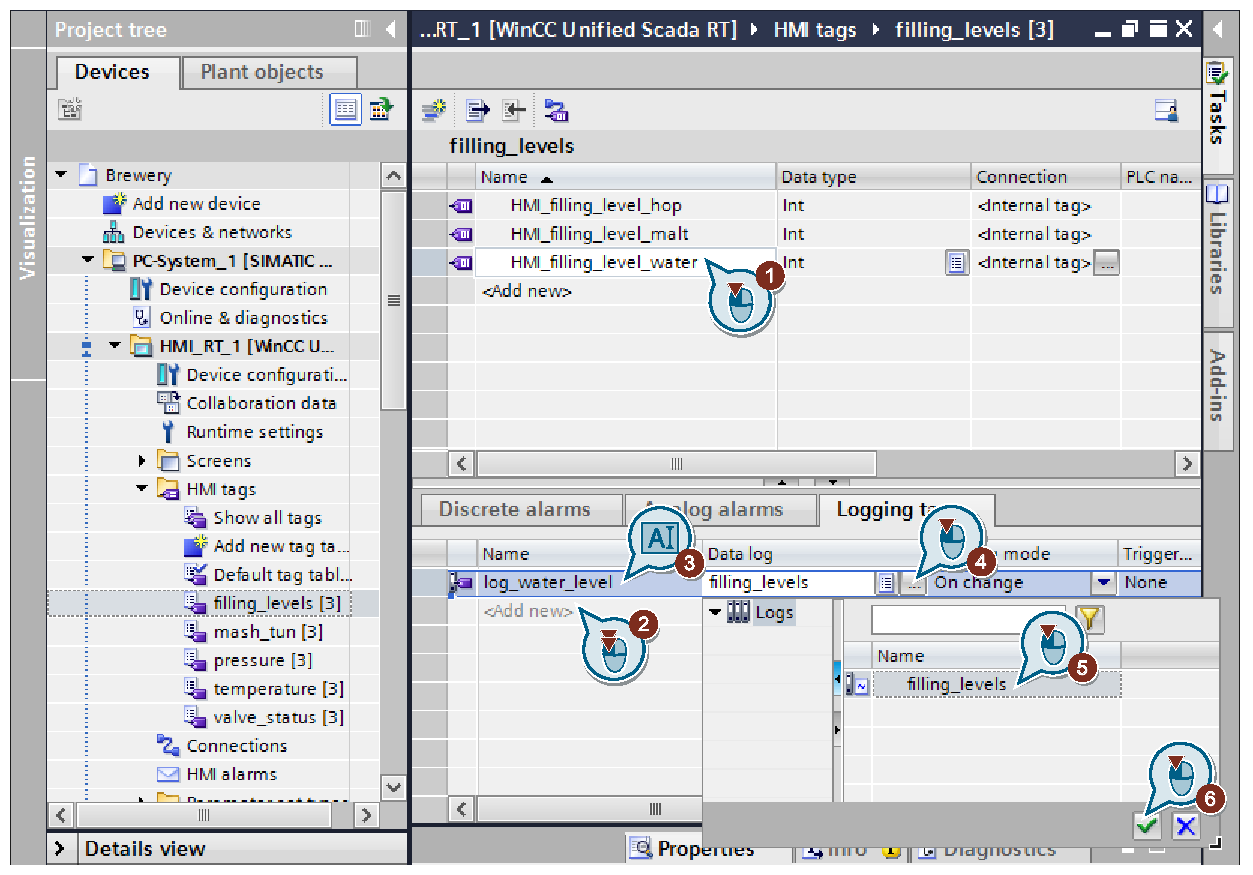 Project tree
...RT_1 [WinCC Unified Scada RT] HMI tags filling_levels [3]
Visualization
Devices
Plant objects
Brewery
Add new device
Devices & networks
PC-System_1 [SIMATIC ...
Device configuration
Online & diagnostics
HMI_RT_1 [WinCC U...
Device configurati...
Collaboration data
Runtime settings
Screens
HMI tags
Show all tags
Add new tag ta...
Default tag tabl...
filling_levels [3]
mash_tun [3]
pressure [3]
temperature [3]
valve_status [3]
Connections
HMI alarms
Details view
filling_levels
Name Data type Connection PLC na...
HMI_filling_level_hop Int <Internal tag>
HMI_filling_level_malt Int <Internal tag>
HMI_filling_level_water Int <Internal tag> ...
<Add new>
1
Discrete alarms
alog alarms
Logging t
AI
3
4
Name Data log mode Trigger...
log_water_level filling_levels ... On change None
<Add new>
2
Logs
Name
filling_levels
5
6
Properties
Info
Diagnostics
Tasks
Libraries
Add-ins